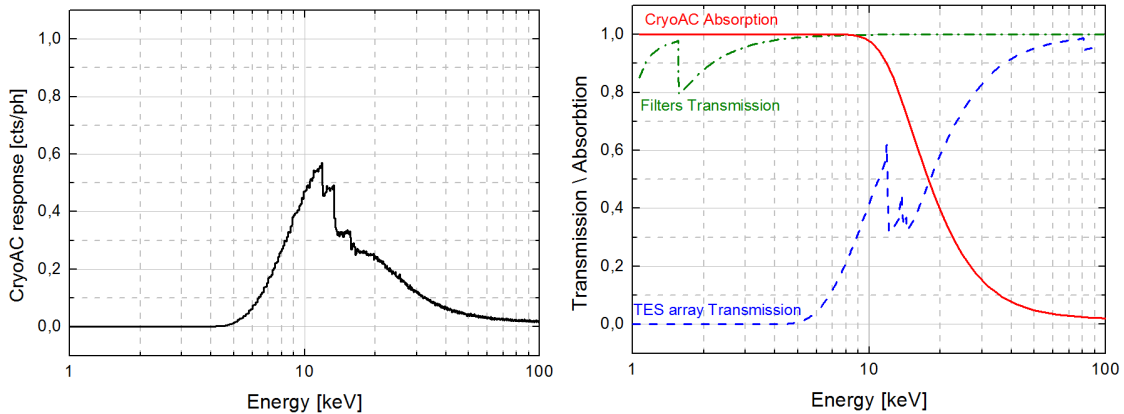 CryoAC response [cts/ph]
1,0
0,8
0,6
0,4
0,2
0,0
1
10
100
Energy [keV]
Transmission \ Absorbtion
1,0
0,8
0,6
0,4
0,2
0,0
CryoAC Absorption
Filters Transmission
TES array Transmission
1
10
100
Energy [keV]